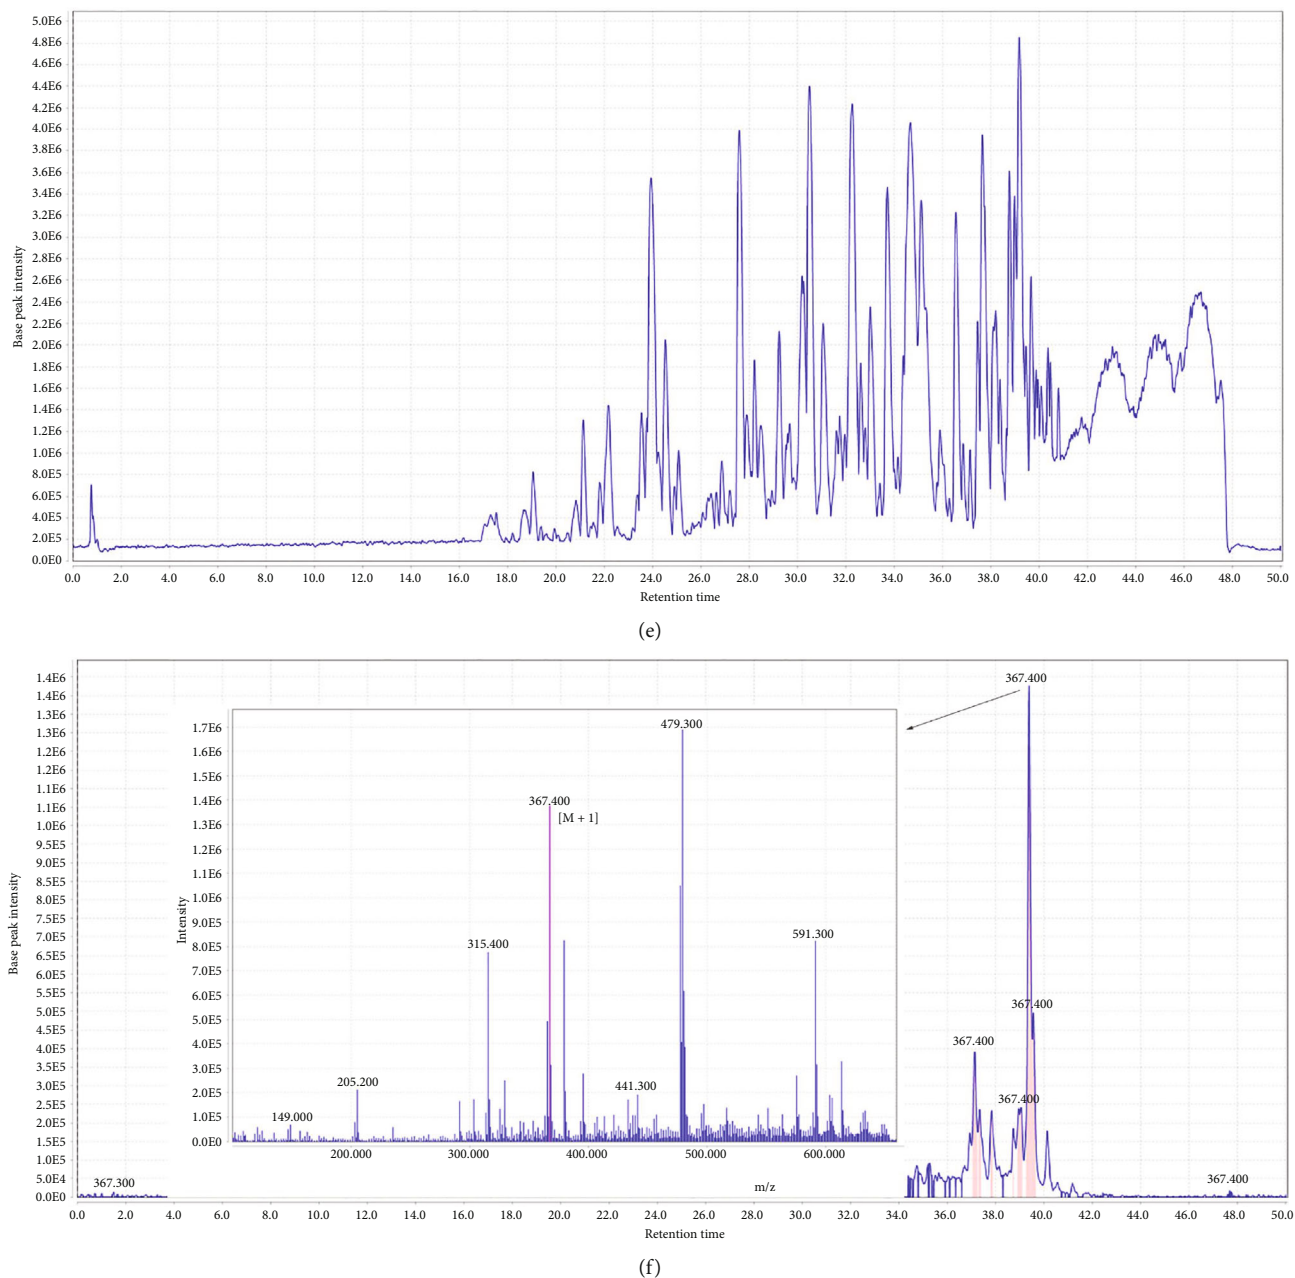 5.0E6
4.8E6
4.6E6
4.4E6
4.2E6
4.0E6
3.8E6
3.6E6
3.4E6
3.2E6
3.0E6
2.8E6
2.6E6
2.4E6
2.2E6
2.0E6
1.8E6
1.6E6
1.4E6
1.2E6
1.0E6
8.0E5
6.0E5
4.0E5
2.0E5
0.0E0
Base peak intensity
0.0 2.0 4.0 6.0 8.0 10.0 12.0 14.0 16.0 18.0 20.0 22.0 24.0 26.0 28.0 30.0 32.0 34.0 36.0 38.0 40.0 42.0 44.0 46.0 48.0 50.0
Retention time
(e)
1.4E6
1.4E6
1.3E6
1.3E6
1.2E6
1.2E6
1.1E6
1.1E6
1.0E6
9.5E5
9.0E5
8.5E5
8.0E5
7.5E5
7.0E5
6.5E5
6.0E5
5.5E5
5.0E5
4.5E5
4.0E5
3.5E5
3.0E5
2.5E5
2.0E5
1.5E5
1.0E5
5.0E4
0.0E0
Base peak intensity
1.7E6
1.6E6
1.5E6
1.4E6
1.3E6
1.2E6
1.1E6
1.0E6
9.0E5
8.0E5
7.0E5
6.0E5
5.0E5
4.0E5
3.0E5
2.0E5
1.0E5
0.0E0
Intensity
479.300
367.400
[M + 1]
315.400
591.300
205.200
441.300
149.000
200.000 300.000 400.000 500.000 600.000
m/z
367.400
367.400
367.400
367.400
367.300
367.400
0.0 2.0 4.0 6.0 8.0 10.0 12.0 14.0 16.0 18.0 20.0 22.0 24.0 26.0 28.0 30.0 32.0 34.0 36.0 38.0 40.0 42.0 44.0 46.0 48.0 50.0
Retention time
(f)